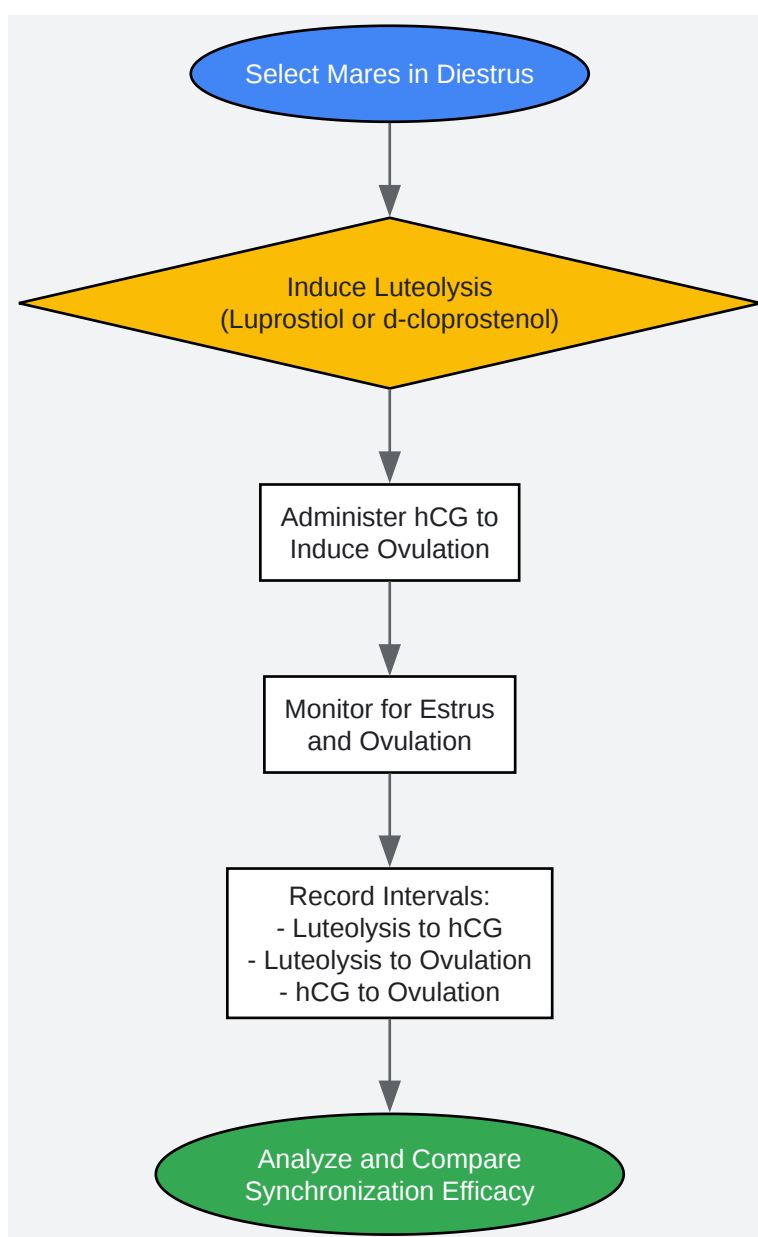 Select Mares in Diestrus
Induce Luteolysis
(Luprostiol or d-cloprostenol)
Administer hCG to
Induce Ovulation
Monitor for Estrus
and Ovulation
Record Intervals:
- Luteolysis to hCG
- Luteolysis to Ovulation
- hCG to Ovulation
Analyze and Compare
Synchronization Efficacy